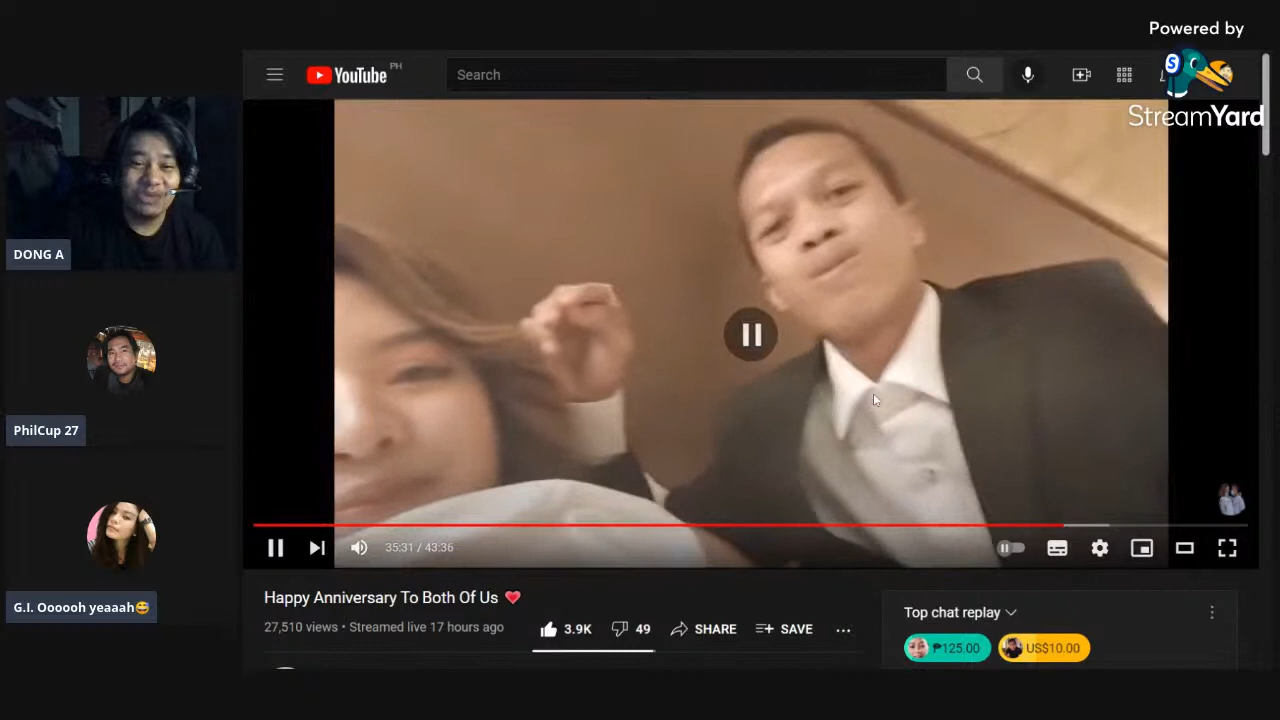 Powered by
StreamYard
YouTube PH
Search
DONG A
PhilCup 27
G.I. Oooooh yeaaah😅
35:31 / 43:36
Happy Anniversary To Both Of Us ❤️
27,510 views • Streamed live 17 hours ago
3.9K
49
SHARE
SAVE
Top chat replay
₱125.00
US$10.00